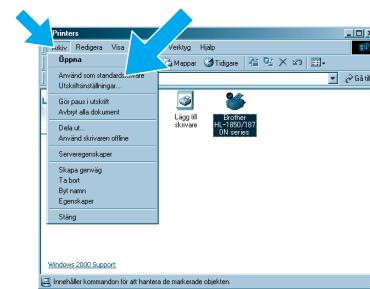 Printers
Arkiv Redigera Visa Verktyg Hjälp
Mappar Tidigare
Gå til
Öppna
Använd som standardskrivare
Utskriftsinställningar...
Gör paus i utskrift
Avbryt alla dokument
Dela ut...
Använd skrivaren offline
Serveregenskaper
Skapa genväg
Ta bort
Byt namn
Egenskaper
Stäng
Lägg till
skrivare
Brother
HL-1850/187
0N series
Windows 2000 Support
Innehåller kommandon för att hantera de markerade objekten.